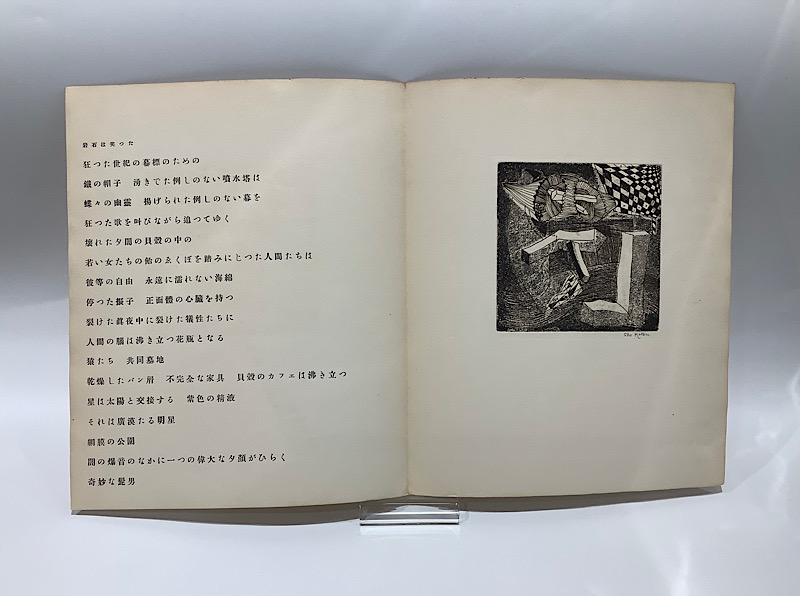 岩石は笑つた
狂つた世紀の墓標のための
鐵の帽子　湧きでた例しのない噴水塔は
蝶々の幽靈　揚げられた例しのない幕を
狂つた歌を叫びながら追つてゆく
壊れた夕闇の貝殻の中の
若い女たちの飴のゑくぼを踏みにじつた人間たちは
彼等の自由　永遠に濡れない海綿
停つた振子　正面體の心臓を持つ
裂けた眞夜中に裂けた犠牲たちに
人間の腦は沸き立つ花瓶となる
猿たち　共同墓地
乾燥したパン屑　不完全な家具　貝殻のカフェは沸き立つ
星は太陽と交接する　紫色の精液
それは廣漠たる明星
網膜の公園
闇の爆音のなかに一つの偉大な夕顔がひらく
奇妙な髭男